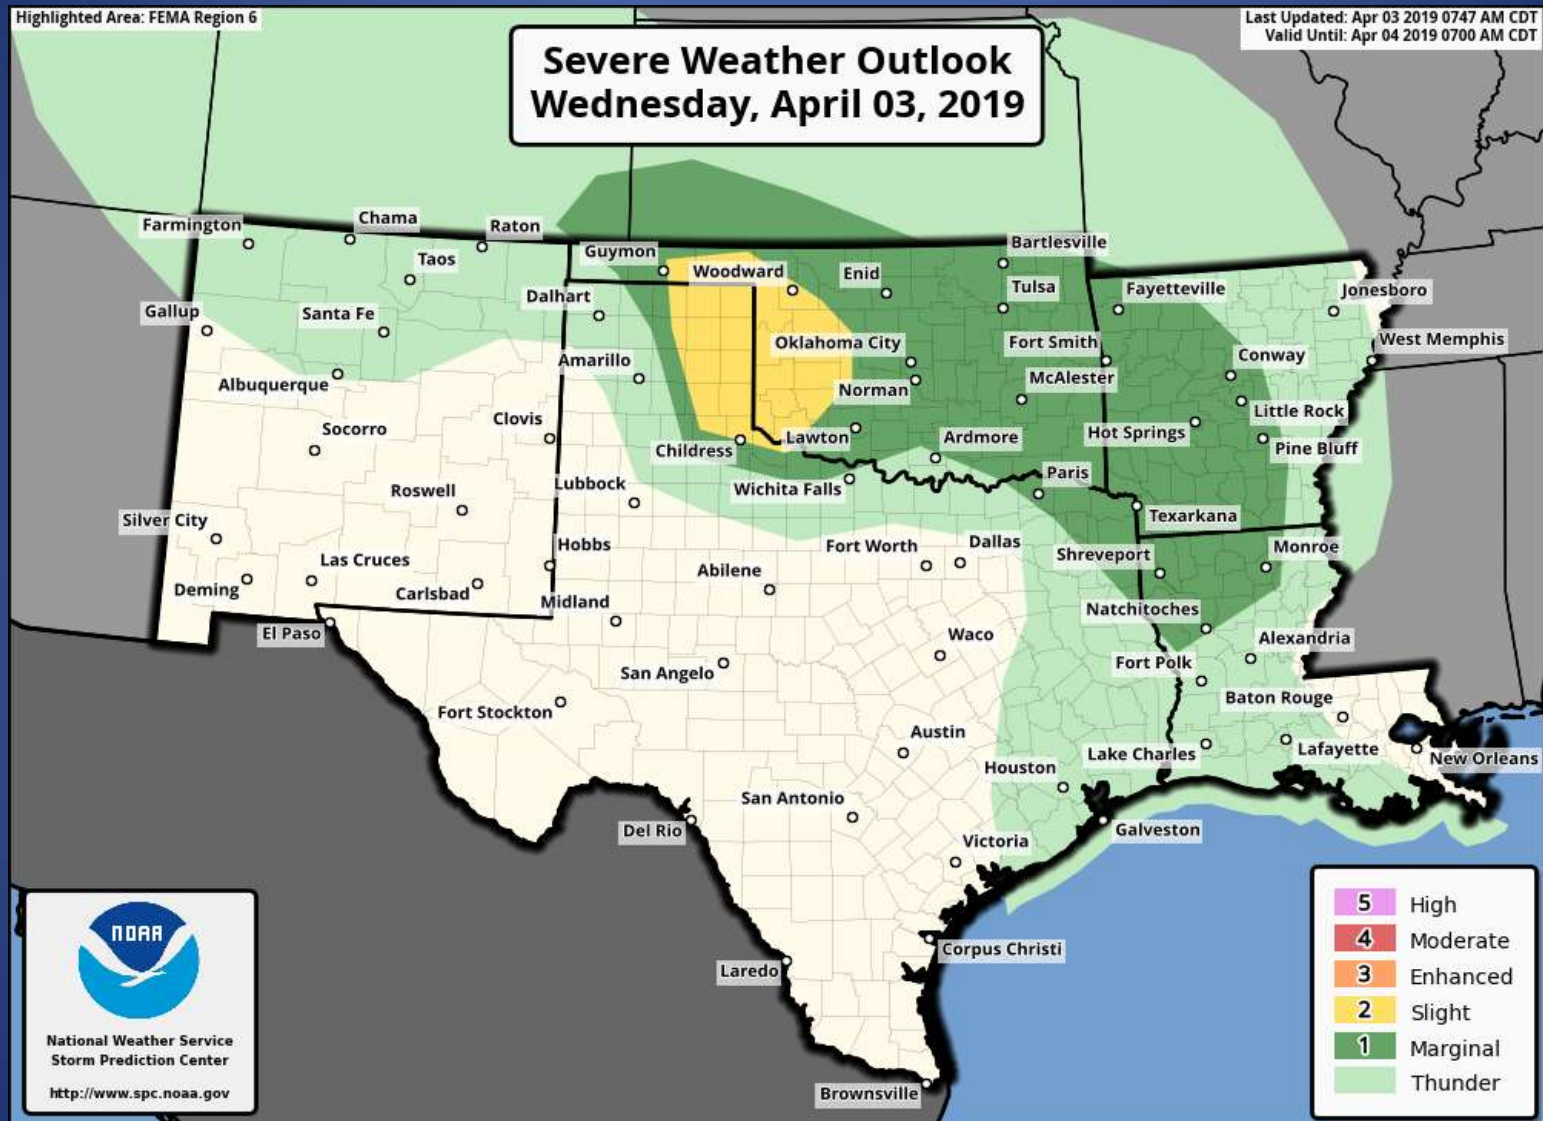 Highlighted Area: FEMA Region 6
Last Updated: Apr 03 2019 0747 AM CDT
Valid Until: Apr 04 2019 0700 AM CDT
Severe Weather Outlook
Wednesday, April 03, 2019
Farmington
Chama
Raton
Taos
Guymon
Woodward
Enid
Bartlesville
Dalhart
Tulsa
Fayetteville
Jonesboro
Gallup
Santa Fe
Amarillo
Oklahoma City
Fort Smith
West Memphis
Conway
Albuquerque
Norman
McAlester
Little Rock
Clovis
Socorro
Childress
Lawton
Ardmore
Hot Springs
Pine Bluff
Roswell
Lubbock
Wichita Falls
Paris
Silver City
Texarkana
Las Cruces
Hobbs
Fort Worth
Dallas
Shreveport
Monroe
Deming
Carlsbad
Abilene
Midland
Natchitoches
El Paso
Waco
Alexandria
San Angelo
Fort Polk
Fort Stockton
Baton Rouge
Austin
Lake Charles
Lafayette
New Orleans
Houston
San Antonio
Del Rio
Galveston
Victoria
Corpus Christi
Laredo
Brownsville
NOAA
National Weather Service
Storm Prediction Center
http://www.spc.noaa.gov
5 High
4 Moderate
3 Enhanced
2 Slight
1 Marginal
Thunder